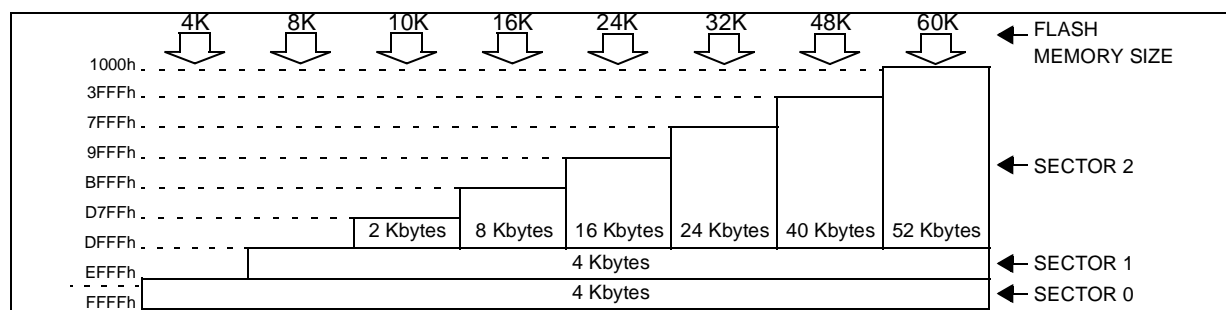 4K 8K 10K 16K 24K 32K 48K 60K FLASH
MEMORY SIZE
1000h
3FFFh
7FFFh
9FFFh
BFFFh
SECTOR 2
D7FFh
2 Kbytes 8 Kbytes 16 Kbytes 24 Kbytes 40 Kbytes 52 Kbytes
DFFFh
4 Kbytes SECTOR 1
EFFFh
4 Kbytes SECTOR 0
FFFFh